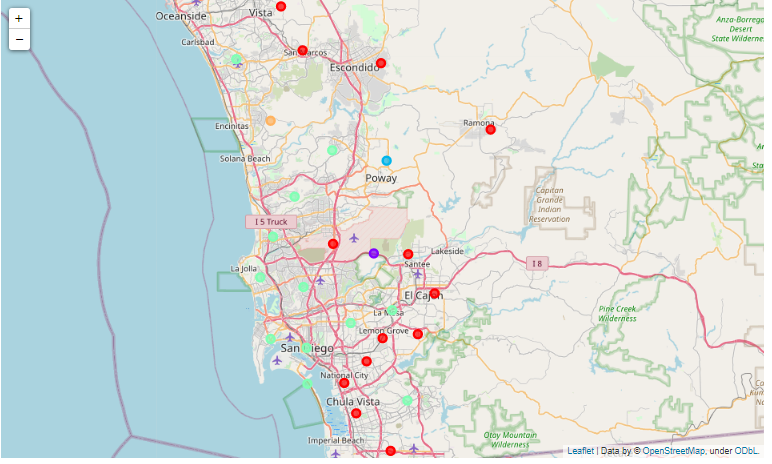 +
−
Oceanside
Vista
Carlsbad
San Marcos
Escondido
Anza-Borrego
Desert
State Wilderness
Encinitas
Ramona
Solana Beach
Poway
Capitan
Grande
Indian
Reservation
I 5 Truck
Lakeside
Santee
I 8
La Jolla
El Cajon
La Mesa
Pine Creek
Wilderness
Lemon Grove
San Diego
National City
Chula Vista
Otay Mountain
Wilderness
Imperial Beach
Leaflet | Data by © OpenStreetMap, under ODbL.